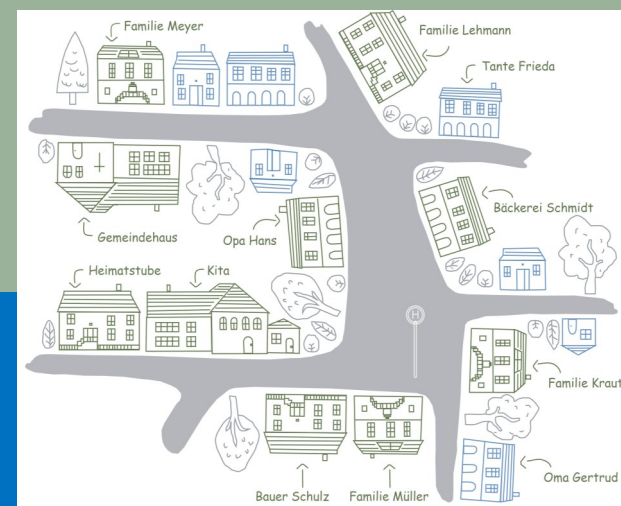 Familie Meyer
Familie Lehmann
Tante Frieda
Bäckerei Schmidt
Gemeindehaus
Opa Hans
Heimatstube
Kita
H
Familie Kraut
Oma Gertrud
Bauer Schulz
Familie Müller